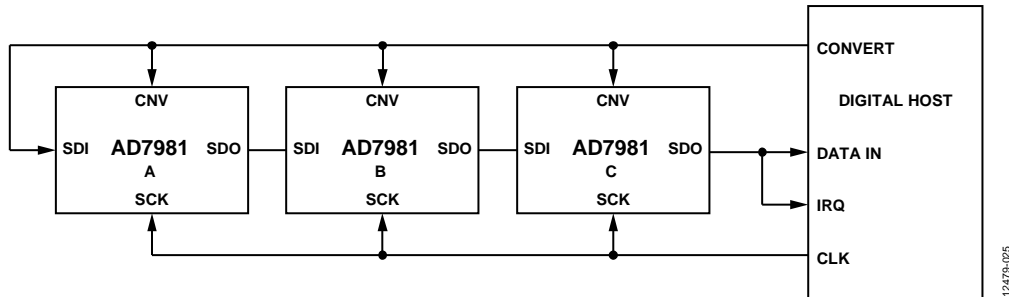 CONVERT
CNV CNV CNV
DIGITAL HOST
SDI AD7981 SDO SDI AD7981 SDO SDI AD7981 SDO DATA IN
A B C
SCK SCK SCK
IRQ
CLK
12479-025